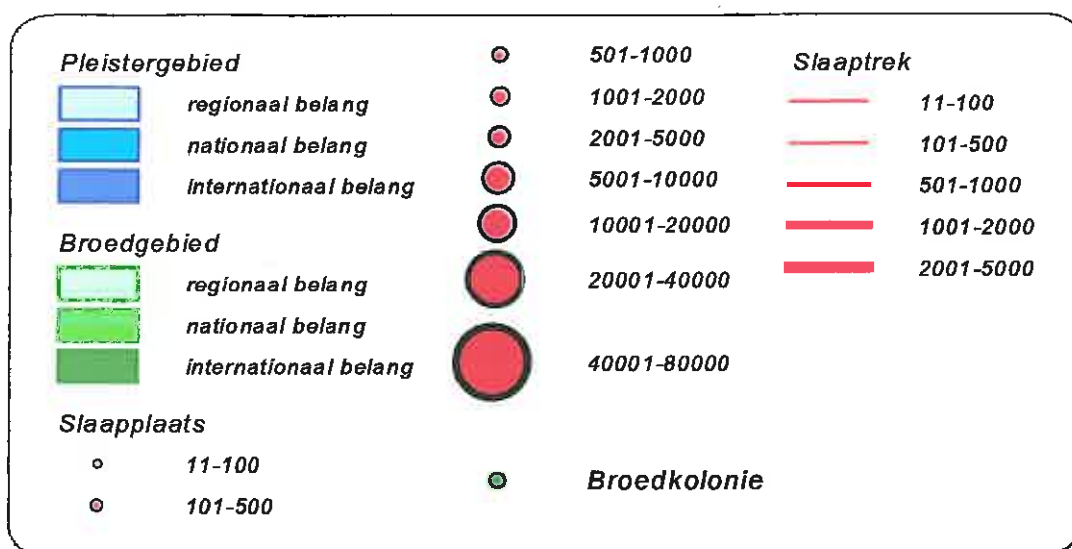 Pleistergebied
regionaal belang
nationaal belang
internationaal belang
Broedgebied
regionaal belang
nationaal belang
internationaal belang
Slaapplaats
11-100
101-500
501-1000
1001-2000
2001-5000
5001-10000
10001-20000
20001-40000
40001-80000
Broedkolonie
Slaaptrek
11-100
101-500
501-1000
1001-2000
2001-5000